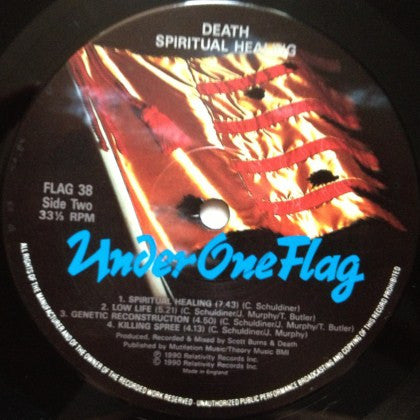 DEATH
SPIRITUAL HEALING
FLAG 38
Side Two
33⅓ RPM
Under One Flag
1. SPIRITUAL HEALING (7.43) (C. Schuldiner)
2. LOW LIFE (5.21) (C. Schuldiner/J. Murphy/T. Butler)
3. GENETIC RECONSTRUCTION (4.50) (C. Schuldiner/J. Murphy/T. Butler)
4. KILLING SPREE (4.13) (C. Schuldiner/J. Murphy)
Produced, Recorded & Mixed by Scott Burns & Death
Published by Mutation Music/Theory Music BMI
℗ 1990 Relativity Records Inc.
© 1990 Relativity Records Inc.
Made in England
ALL RIGHTS OF THE MANUFACTURER AND OF THE OWNER OF THE RECORDED WORK RESERVED · UNAUTHORIZED PUBLIC PERFORMANCE BROADCASTING AND COPYING OF THIS RECORD PROHIBITED